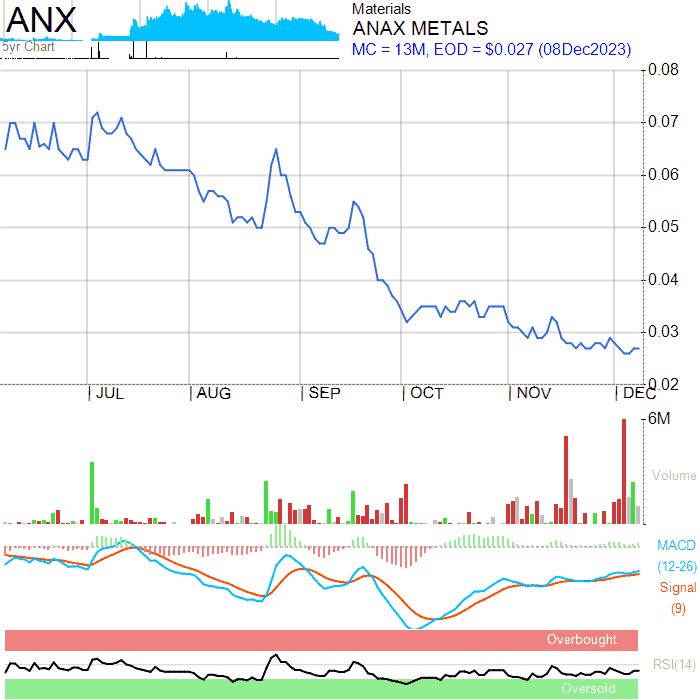 ANX
5yr Chart
Materials
ANAX METALS
MC = 13M, EOD = $0.027 (08Dec2023)
0.08
0.07
0.06
0.05
0.04
0.03
0.02
JUL AUG SEP OCT NOV DEC
6M
Volume
MACD
(12-26)
Signal
(9)
Overbought
RSI(14)
Oversold